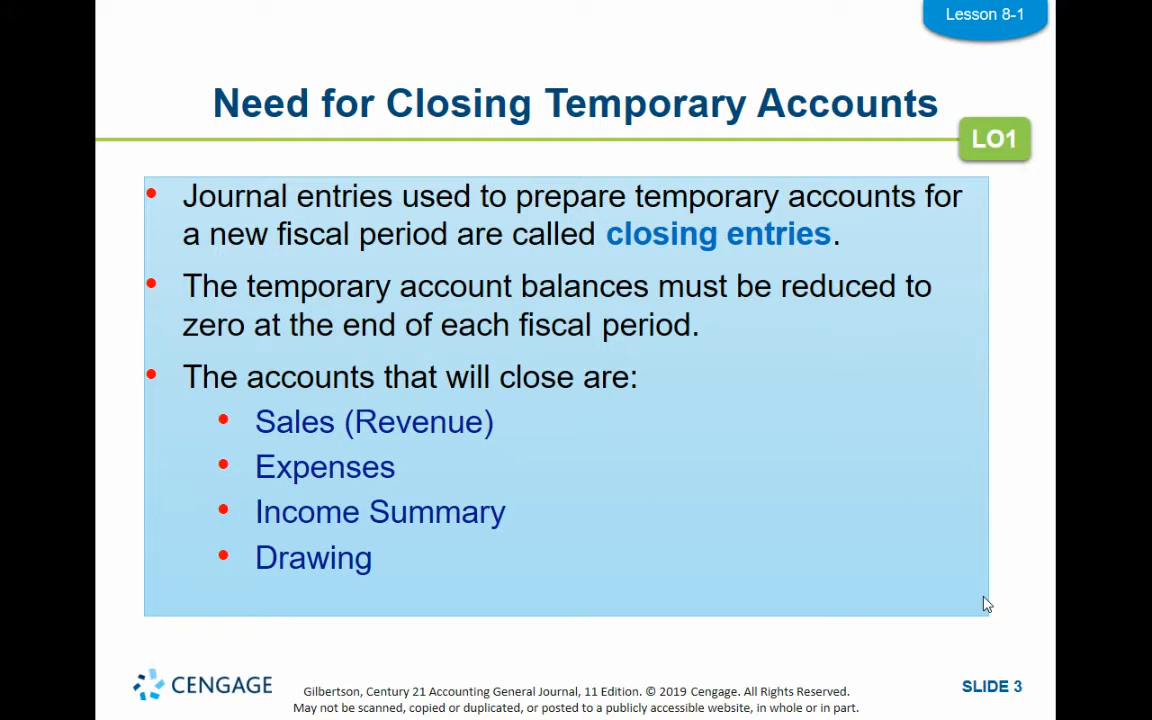 Lesson 8-1
Need for Closing Temporary Accounts
LO1
• Journal entries used to prepare temporary accounts for
a new fiscal period are called closing entries.
• The temporary account balances must be reduced to
zero at the end of each fiscal period.
• The accounts that will close are:
• Sales (Revenue)
• Expenses
• Income Summary
• Drawing
CENGAGE
Gilbertson, Century 21 Accounting General Journal, 11 Edition. © 2019 Cengage. All Rights Reserved.
May not be scanned, copied or duplicated, or posted to a publicly accessible website, in whole or in part.
SLIDE 3